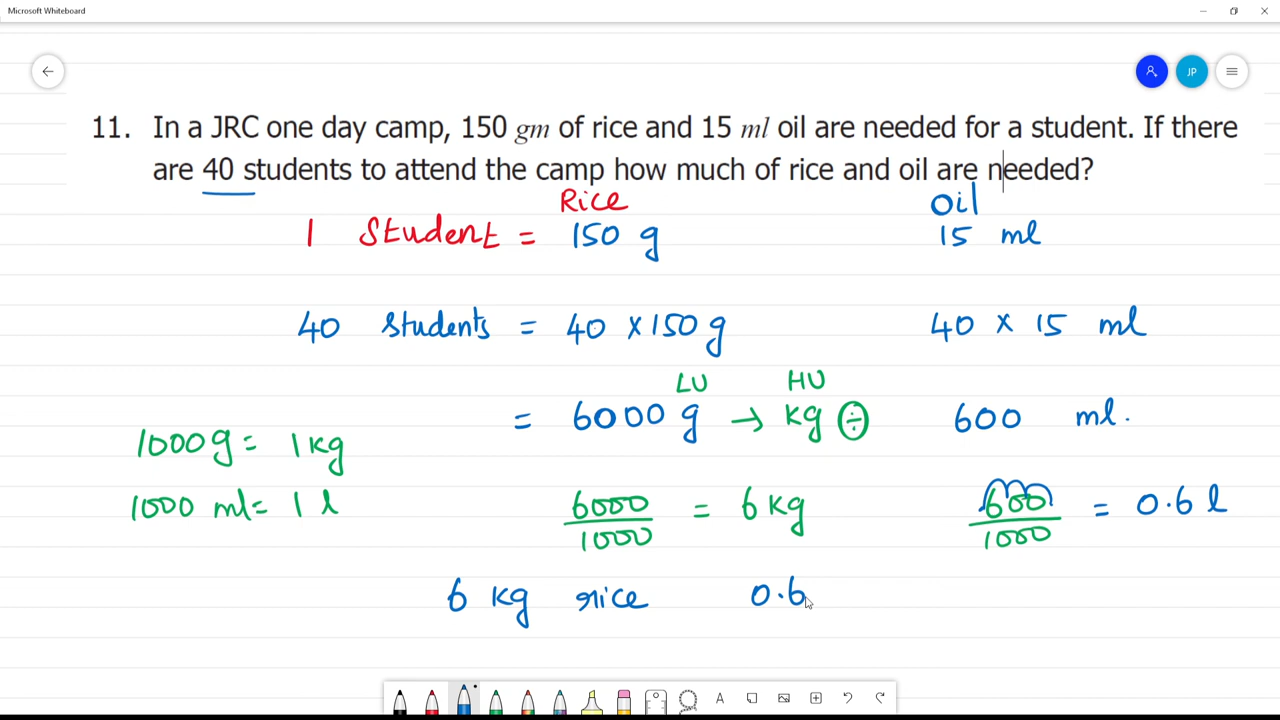 Microsoft Whiteboard
JP
11. In a JRC one day camp, 150 gm of rice and 15 ml oil are needed for a student. If there
are 40 students to attend the camp how much of rice and oil are needed?
Rice Oil
1 Student = 150 g 15 ml
40 students = 40 × 150 g 40 × 15 ml
LU HU
= 6000 g → kg ÷ 600 ml.
1000 g = 1 kg
1000 ml = 1 l
6000/1000 = 6 kg 600/1000 = 0.6 l
6 kg rice 0.6
A